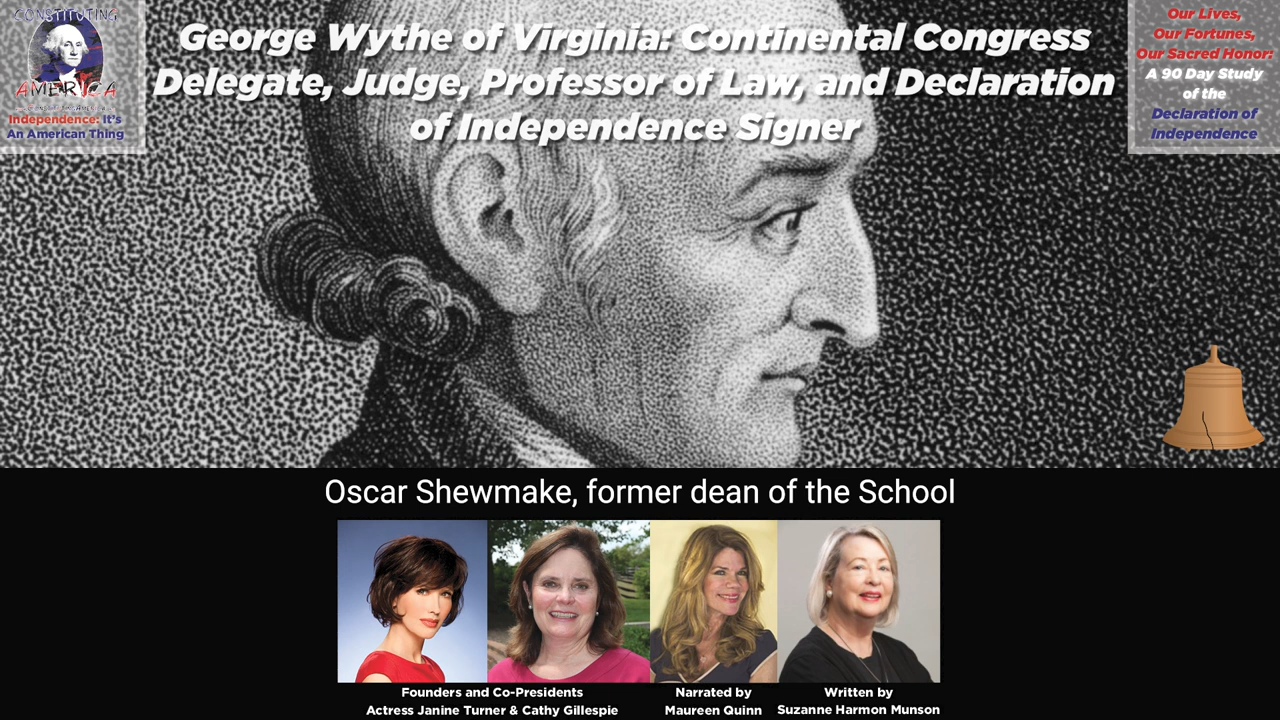 CONSTITUTING
AMERICA
Independence: It's
An American Thing
George Wythe of Virginia: Continental Congress
Delegate, Judge, Professor of Law, and Declaration
of Independence Signer
Our Lives,
Our Fortunes,
Our Sacred Honor:
A 90 Day Study
of the
Declaration of
Independence
Oscar Shewmake, former dean of the School
Founders and Co-Presidents
Actress Janine Turner & Cathy Gillespie
Narrated by
Maureen Quinn
Written by
Suzanne Harmon Munson